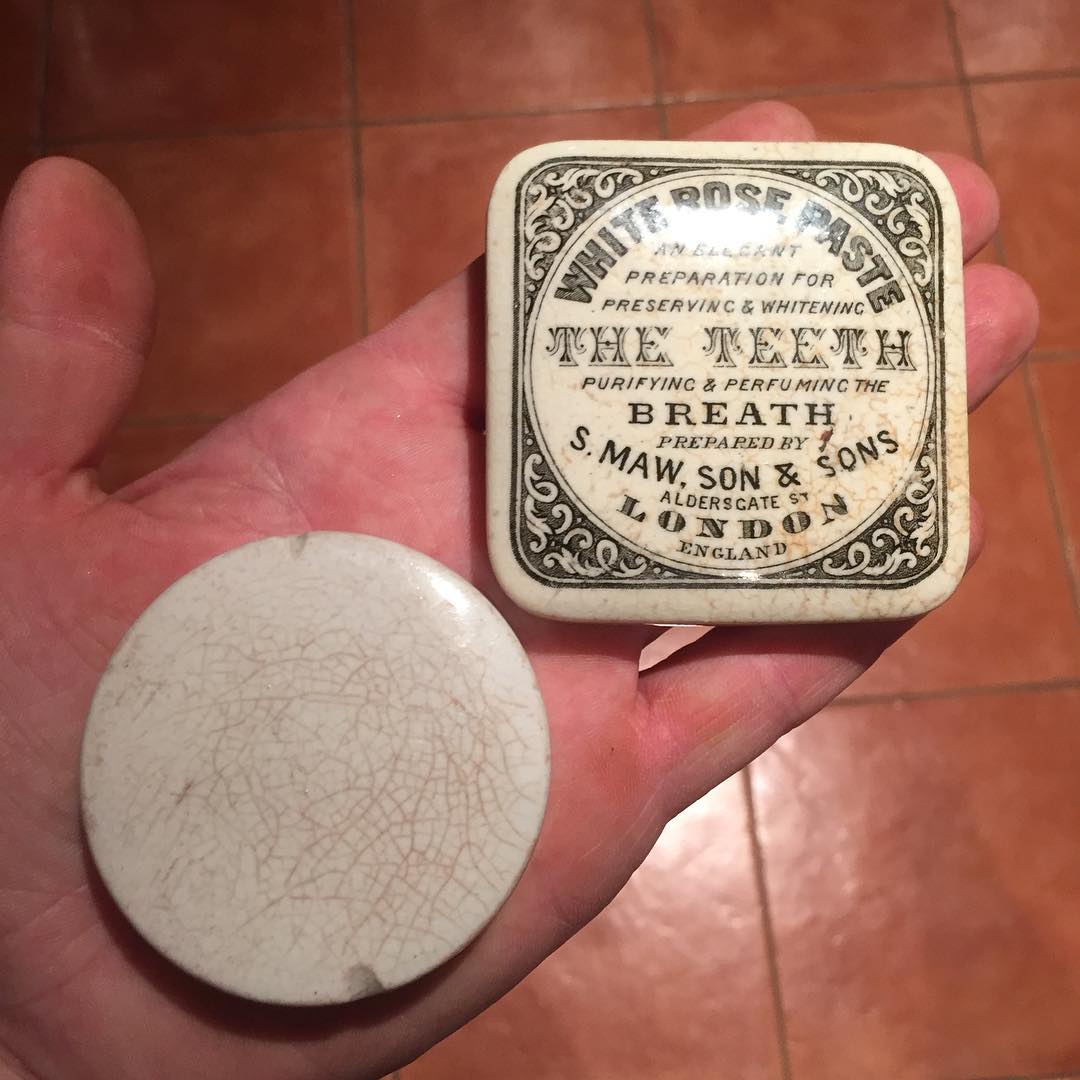 WHITE ROSE PASTE
AN ELEGANT
PREPARATION FOR
PRESERVING & WHITENING
THE TEETH
PURIFYING & PERFUMING THE
BREATH
PREPARED BY
S. MAW, SON & SONS
ALDERSGATE ST
LONDON
ENGLAND